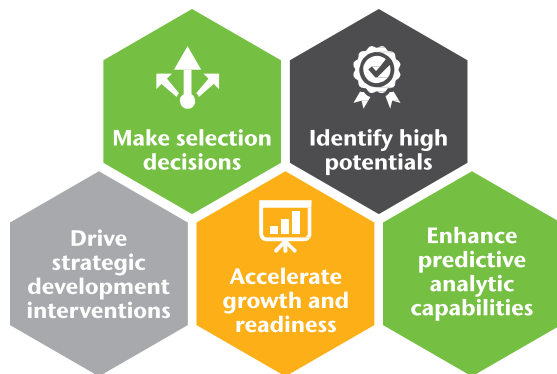 Make selection
decisions
Identify high
potentials
Drive
strategic
development
interventions
Accelerate
growth and
readiness
Enhance
predictive
analytic
capabilities